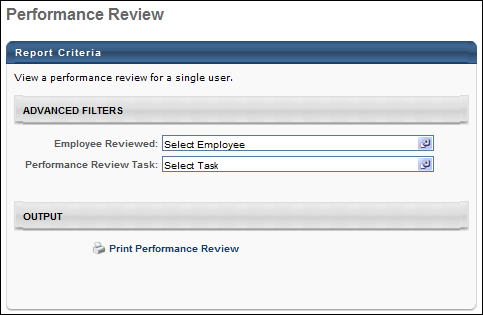 Performance Review
Report Criteria
View a performance review for a single user.
ADVANCED FILTERS
Employee Reviewed: Select Employee
Performance Review Task: Select Task
OUTPUT
Print Performance Review